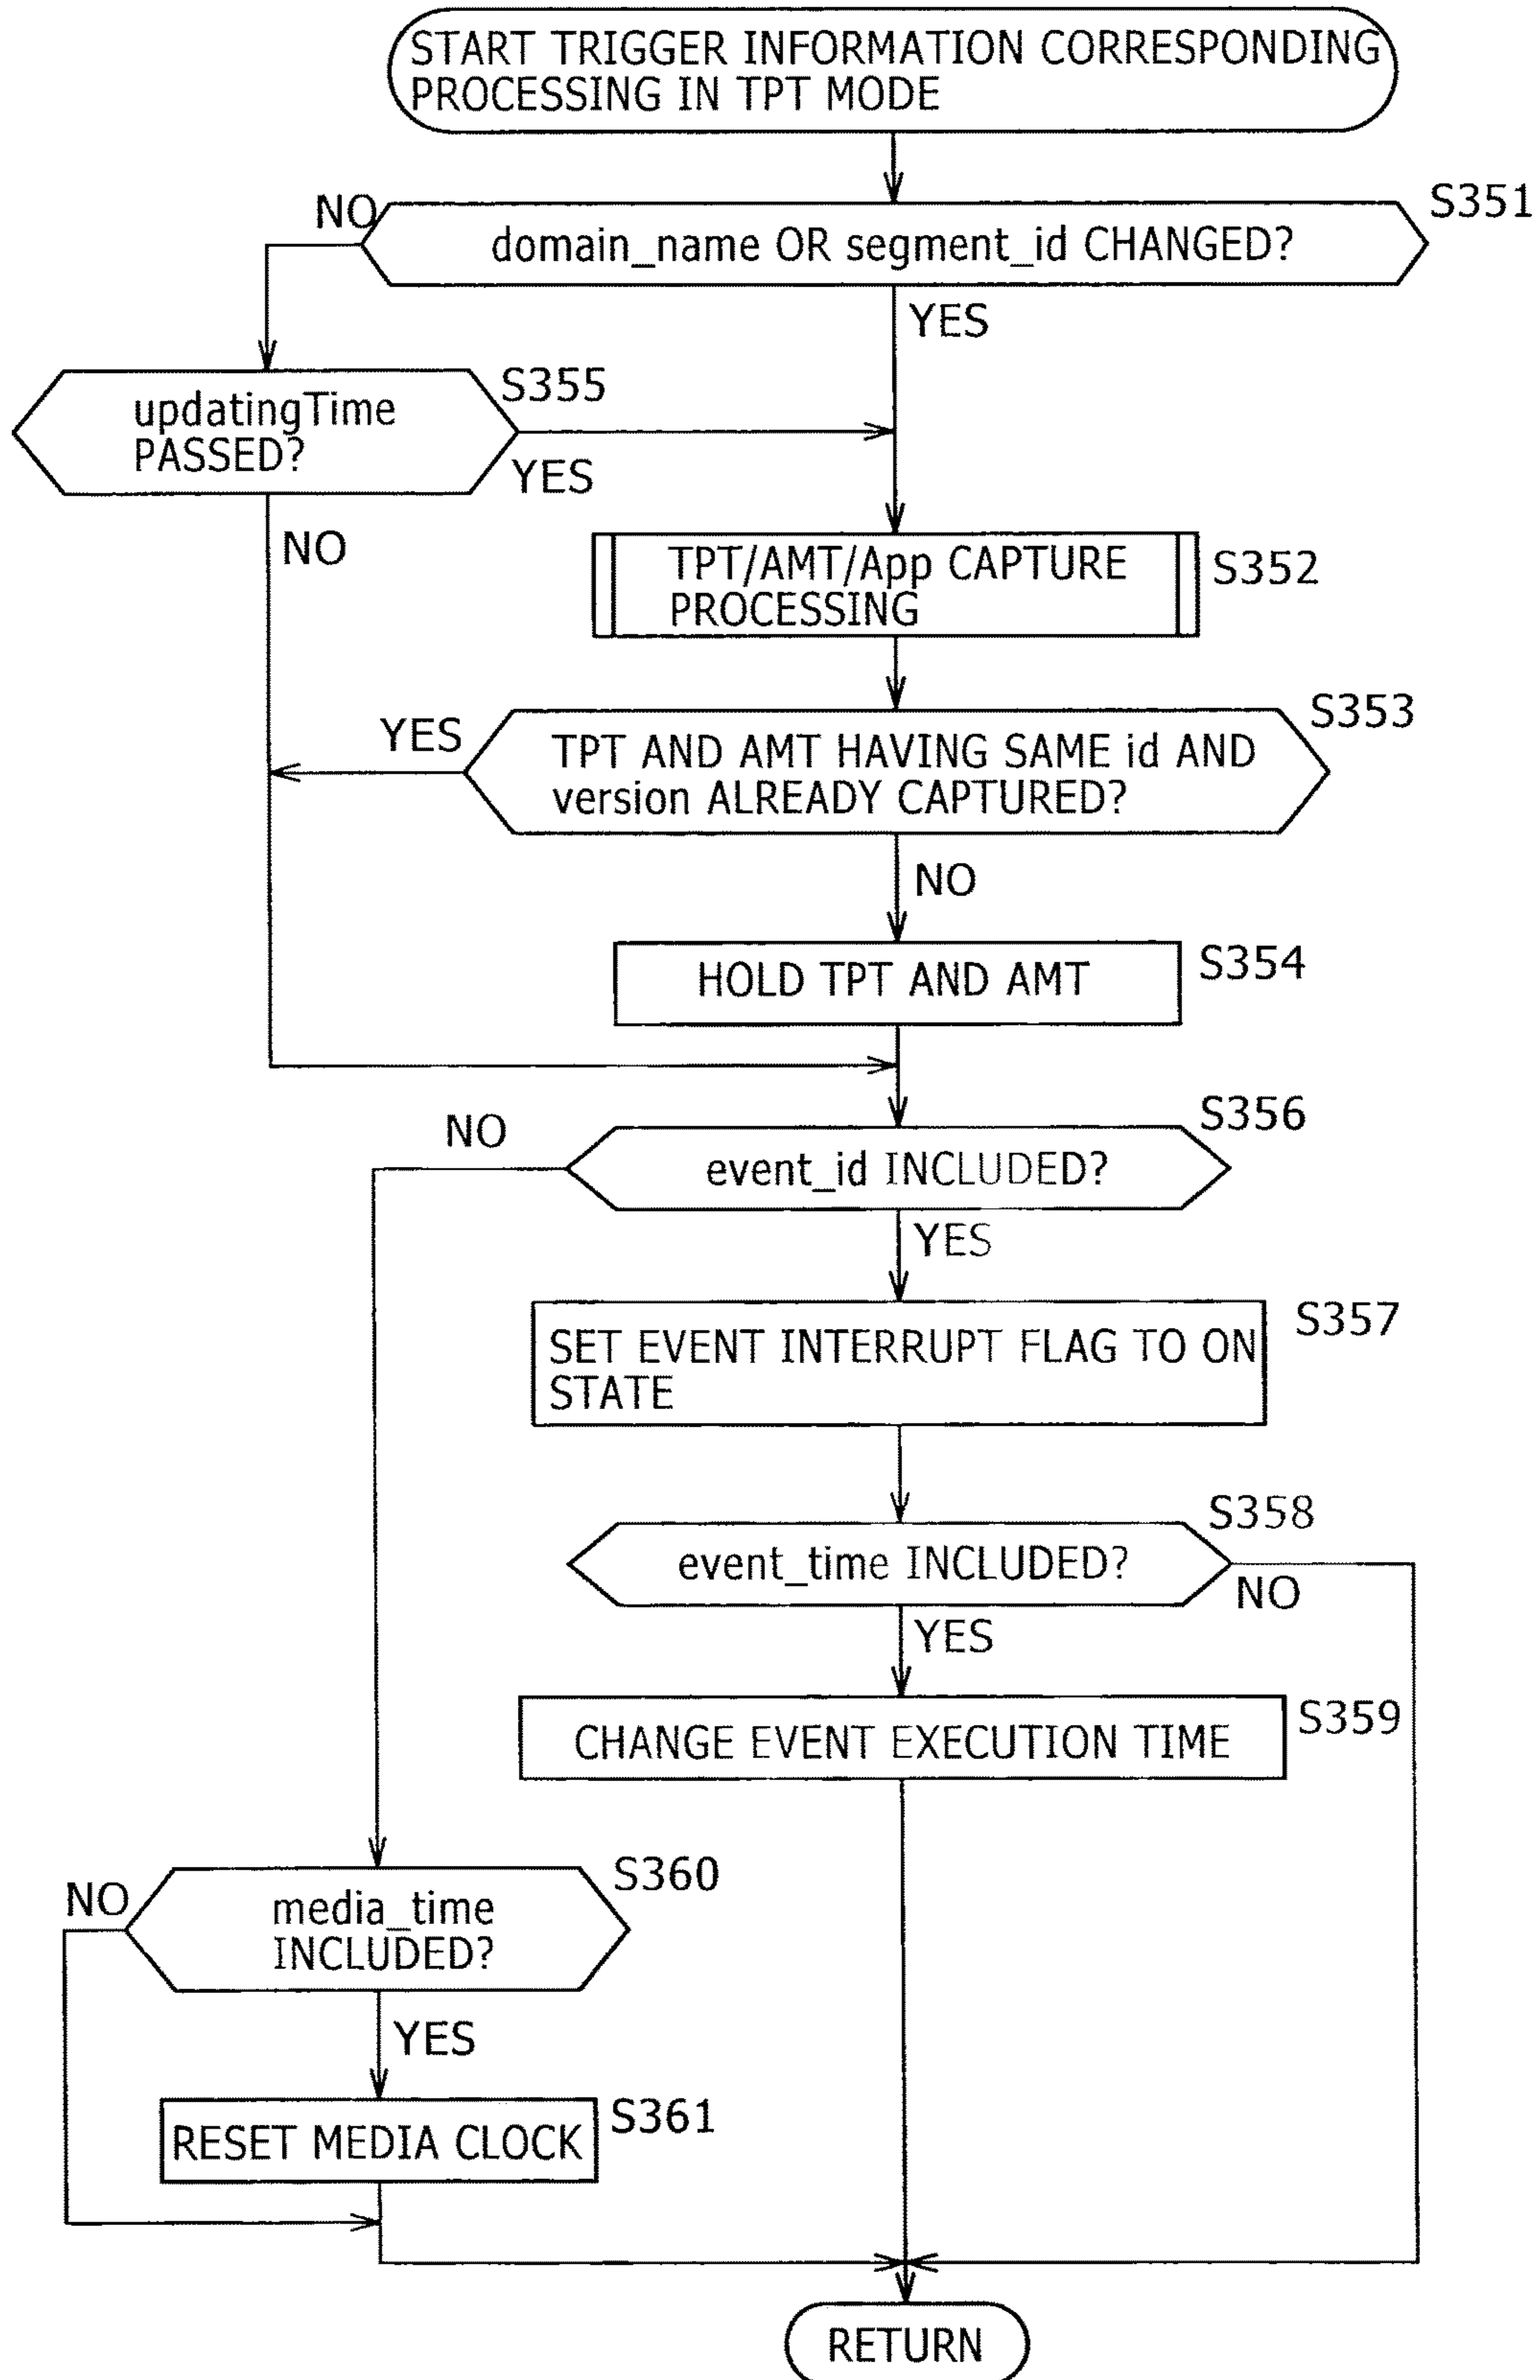 START TRIGGER INFORMATION CORRESPONDING
PROCESSING IN TPT MODE
S351
NO
domain_name OR segment_id CHANGED?
YES
S355
updatingTime
PASSED?
YES
NO
TPT/AMT/App CAPTURE
PROCESSING
S352
S353
YES
TPT AND AMT HAVING SAME id AND
version ALREADY CAPTURED?
NO
HOLD TPT AND AMT
S354
S356
NO
event_id INCLUDED?
YES
S357
SET EVENT INTERRUPT FLAG TO ON
STATE
S358
event_time INCLUDED?
NO
YES
S359
CHANGE EVENT EXECUTION TIME
S360
NO
media_time
INCLUDED?
YES
S361
RESET MEDIA CLOCK
RETURN